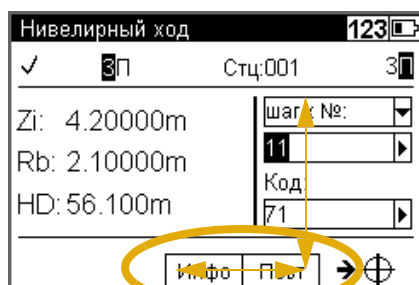 Нивелирный ход 123
ЗП Стц:001 З
Zi: 4.20000m
Rb: 2.10000m
HD: 56.100m
№:
11
Код
71
Инфо Повт